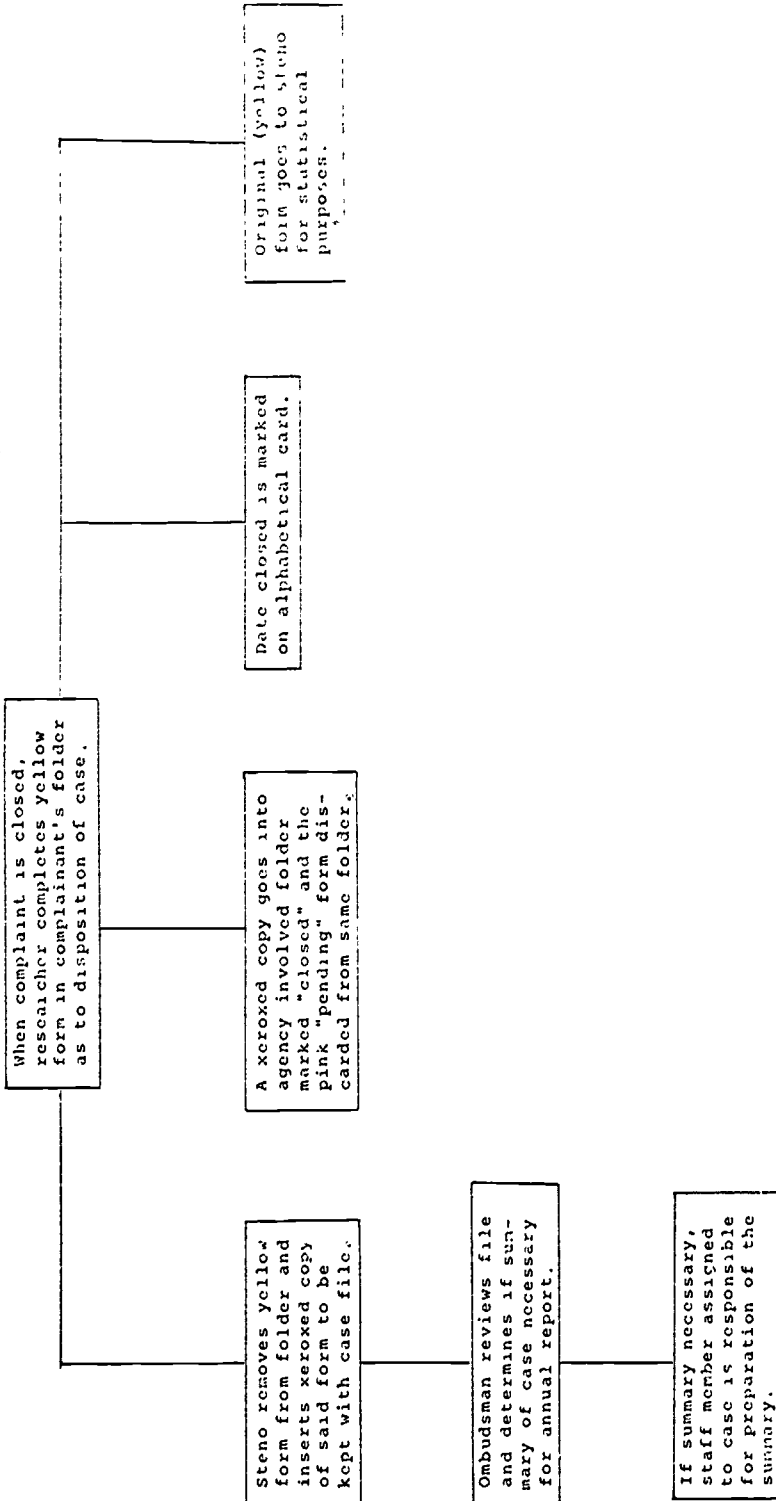 When complaint is closed,
researcher completes yellow
form in complainant's folder
as to disposition of case.
Steno removes yellow
form from folder and
inserts xeroxed copy
of said form to be
kept with case file.
A xeroxed copy goes into
agency involved folder
marked "closed" and the
pink "pending" form dis-
carded from same folder.
Date closed is marked
on alphabetical card.
Original (yellow)
form goes to steno
for statistical
purposes.
Ombudsman reviews file
and determines if sum-
mary of case necessary
for annual report.
If summary necessary,
staff member assigned
to case is responsible
for preparation of the
summary.